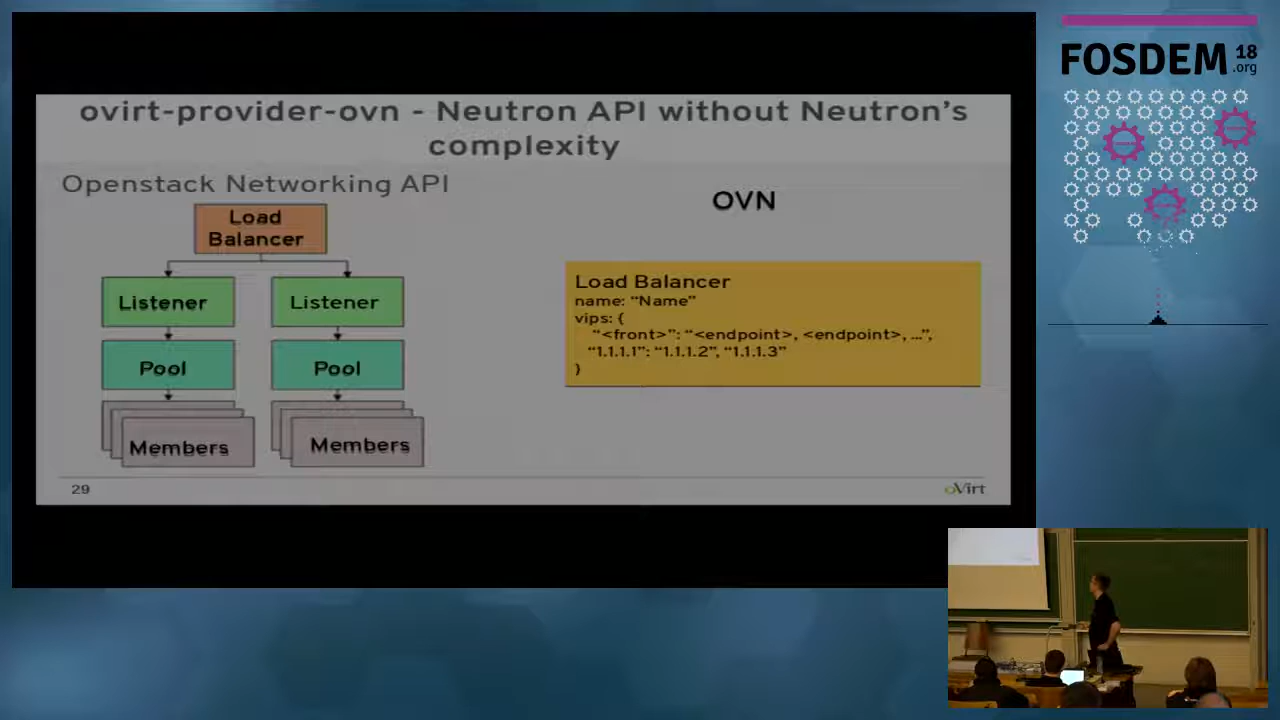 ovirt-provider-ovn - Neutron API without Neutron's
complexity
Openstack Networking API
Load
Balancer
Listener
Listener
Pool
Pool
Members
Members
OVN
Load Balancer
name: “Name”
vips: {
“<front>”: “<endpoint>, <endpoint>, ...”,
“1.1.1.1”: “1.1.1.2”, “1.1.1.3”
}
29
oVirt
FOSDEM 18
.org